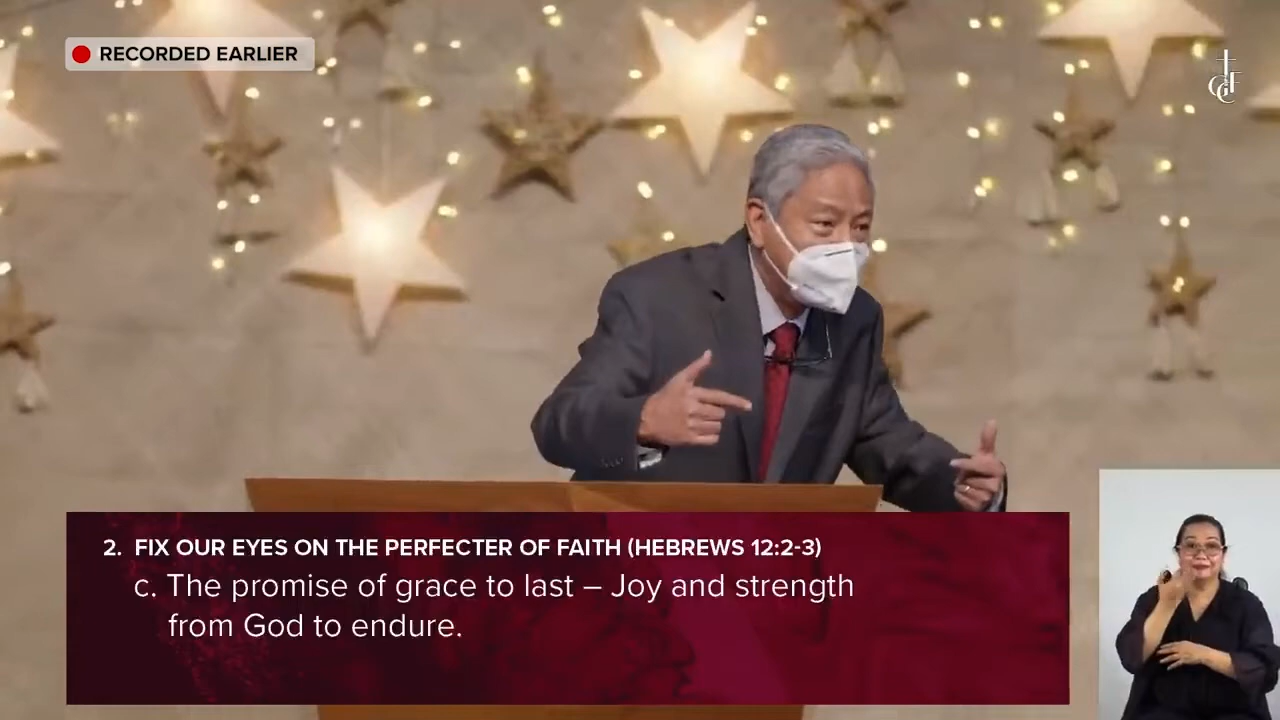 RECORDED EARLIER
GCF
2. FIX OUR EYES ON THE PERFECTER OF FAITH (HEBREWS 12:2-3)
c. The promise of grace to last – Joy and strength
from God to endure.